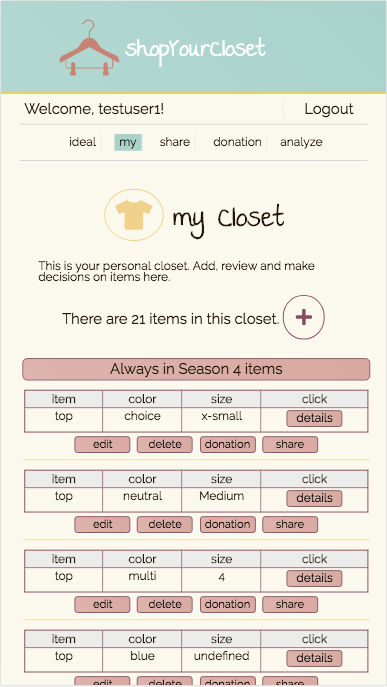 shopYourCloset
Welcome, testuser1! Logout
ideal my share donation analyze
my Closet
This is your personal closet. Add, review and make
decisions on items here.
There are 21 items in this closet. +
Always in Season 4 items
item color size click
top choice x-small details
edit delete donation share
item color size click
top neutral Medium details
edit delete donation share
item color size click
top multi 4 details
edit delete donation share
item color size click
top blue undefined details
edit delete donation share